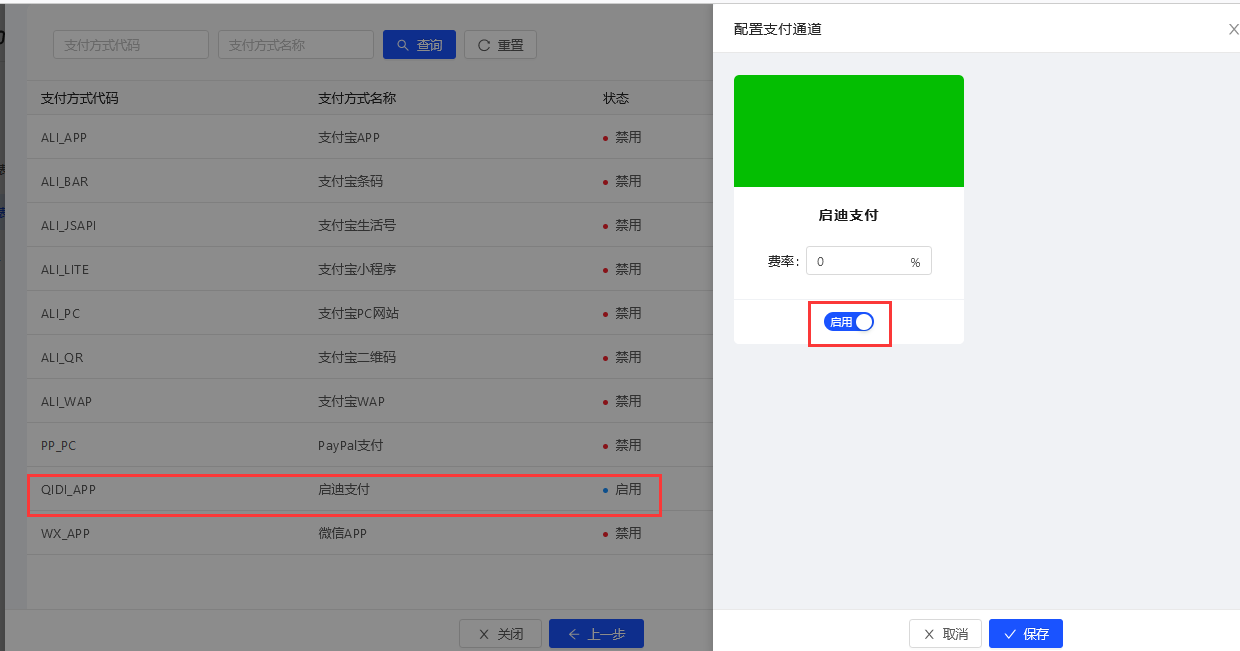 支付方式代码 支付方式名称 查询 重置
支付方式代码 支付方式名称 状态
ALI_APP 支付宝APP 禁用
ALI_BAR 支付宝条码 禁用
ALI_JSAPI 支付宝生活号 禁用
ALI_LITE 支付宝小程序 禁用
ALI_PC 支付宝PC网站 禁用
ALI_QR 支付宝二维码 禁用
ALI_WAP 支付宝WAP 禁用
PP_PC PayPal支付 禁用
QIDI_APP 启迪支付 启用
WX_APP 微信APP 禁用
关闭 上一步
配置支付通道
启迪支付
费率: 0 %
启用
取消 保存